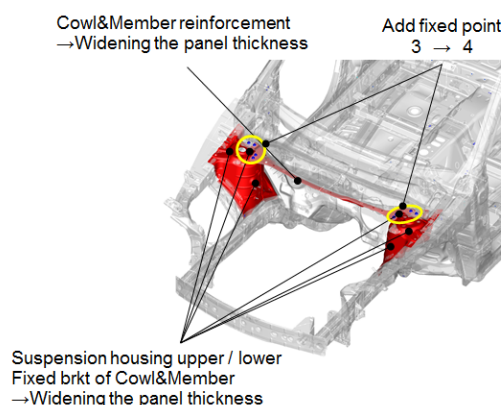 Cowl&Member reinforcement
→Widening the panel thickness
Add fixed point
3 → 4
Suspension housing upper / lower
Fixed brkt of Cowl&Member
→Widening the panel thickness